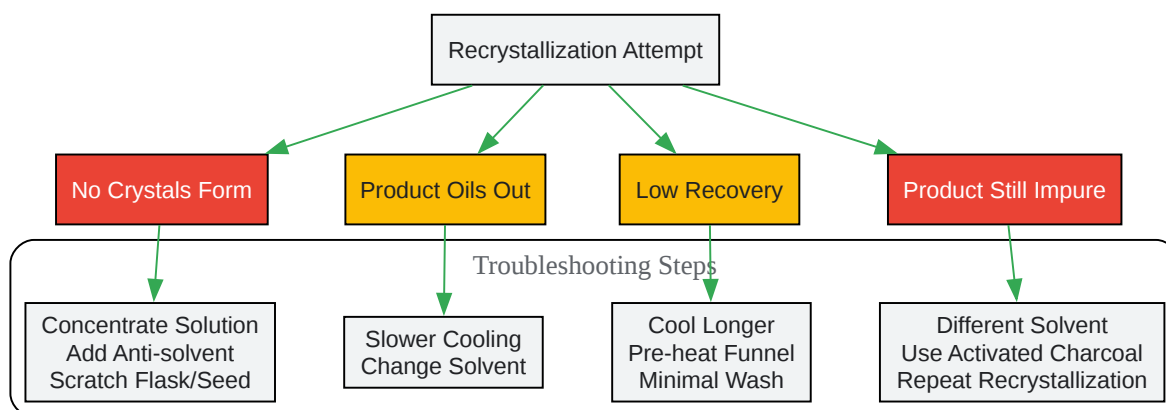 Recrystallization Attempt
No Crystals Form
Product Oils Out
Low Recovery
Product Still Impure
Troubleshooting Steps
Concentrate Solution
Add Anti-solvent
Scratch Flask/Seed
Slower Cooling
Change Solvent
Cool Longer
Pre-heat Funnel
Minimal Wash
Different Solvent
Use Activated Charcoal
Repeat Recrystallization